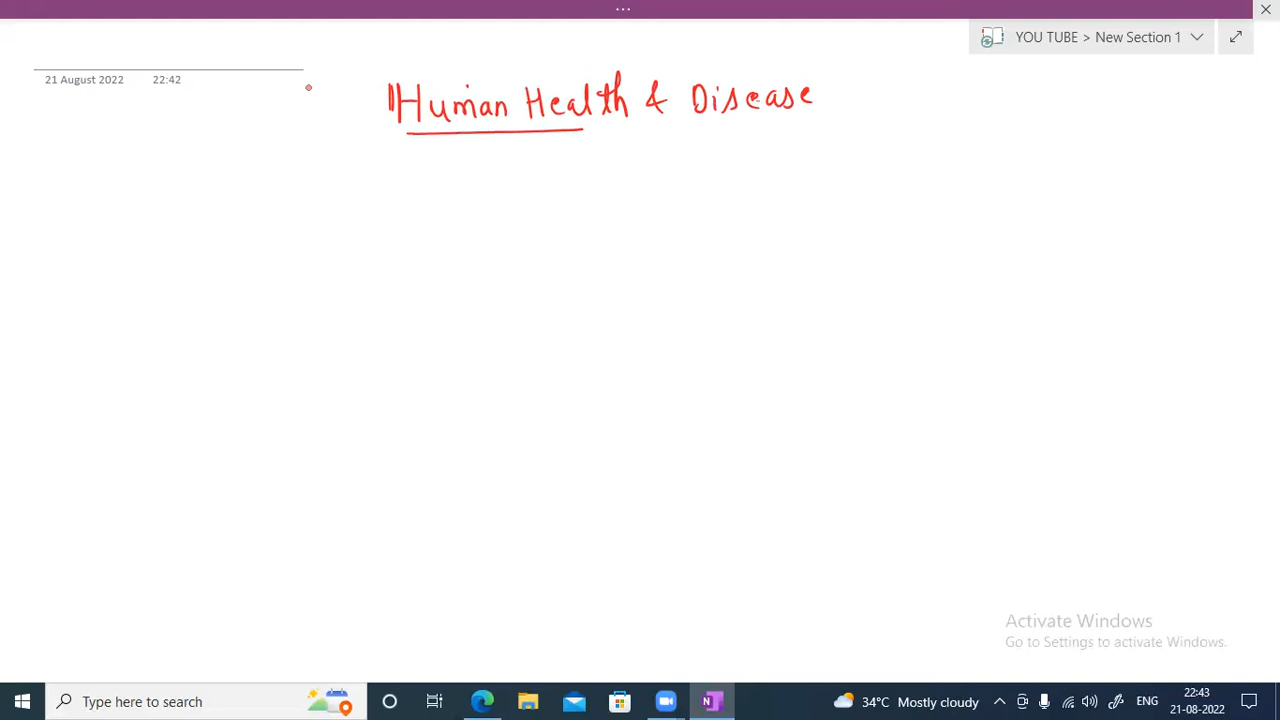 YOU TUBE > New Section 1
21 August 2022 22:42
Human Health & Disease
Activate Windows
Go to Settings to activate Windows.
Type here to search
34°C Mostly cloudy
ENG
22:43
21-08-2022